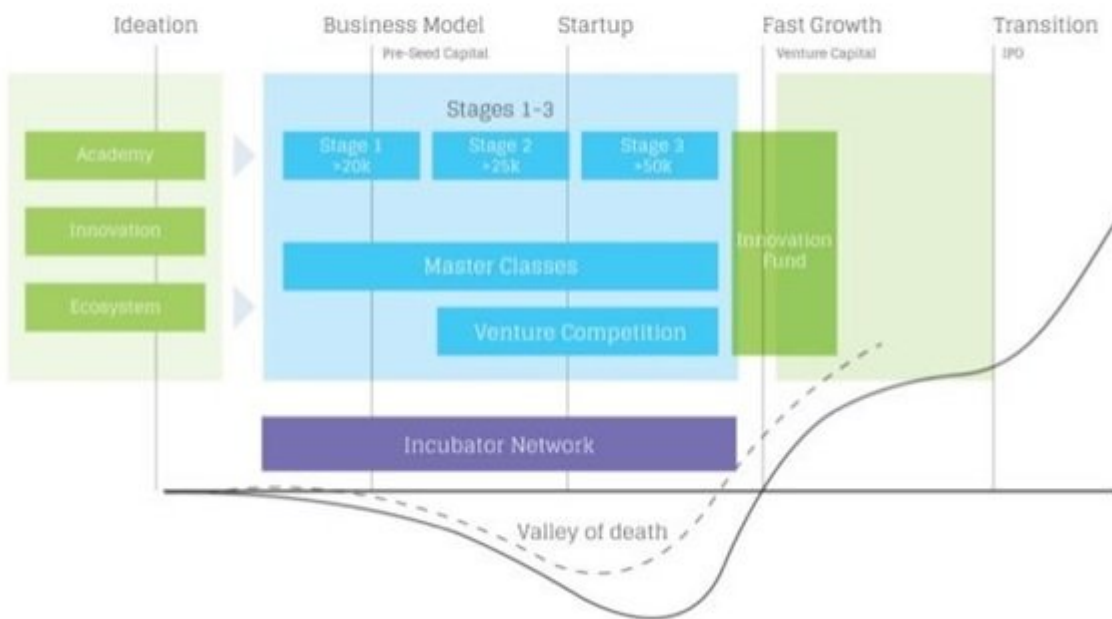 Ideation
Business Model
Startup
Fast Growth
Transition
Pre-Seed Capital
Venture Capital
IPO
Stages 1-3
Academy
Stage 1
>20k
Stage 2
>25k
Stage 3
>50k
Innovation
Innovation
Fund
Master Classes
Ecosystem
Venture Competition
Incubator Network
Valley of death